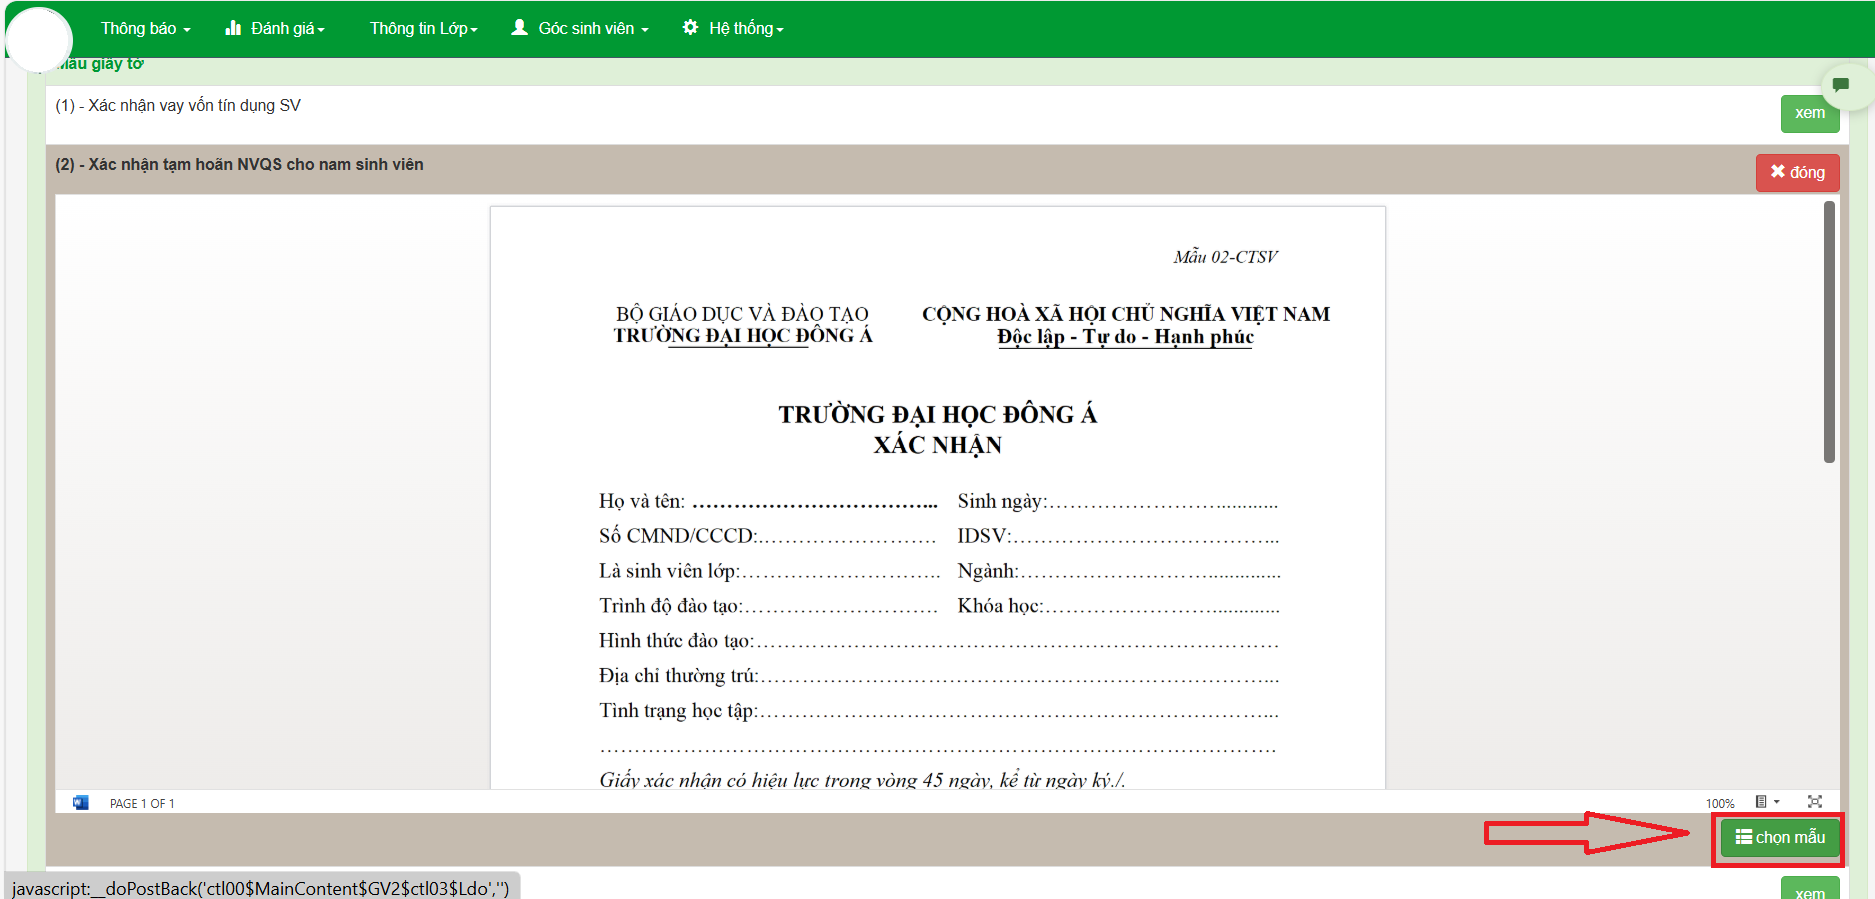 Thông báo Đánh giá Thông tin Lớp Góc sinh viên Hệ thống
Mẫu giấy tờ
(1) - Xác nhận vay vốn tín dụng SV
xem
(2) - Xác nhận tạm hoãn NVQS cho nam sinh viên
đóng
Mẫu 02-CTSV
BỘ GIÁO DỤC VÀ ĐÀO TẠO
TRƯỜNG ĐẠI HỌC ĐÔNG Á
CỘNG HOÀ XÃ HỘI CHỦ NGHĨA VIỆT NAM
Độc lập - Tự do - Hạnh phúc
TRƯỜNG ĐẠI HỌC ĐÔNG Á
XÁC NHẬN
Họ và tên: ……………………………... Sinh ngày:……………………...........
Số CMND/CCCD:.……………………. IDSV:………………………………...
Là sinh viên lớp:……………………….. Ngành:………………………..............
Trình độ đào tạo:………………………. Khóa học:……………………............
Hình thức đào tạo:……………………………………………………………………
Địa chỉ thường trú:…………………………………………………………………...
Tình trạng học tập:…………………………………………………………………...
……………………………………………………………………………………….
Giấy xác nhận có hiệu lực trong vòng 45 ngày, kể từ ngày ký./.
PAGE 1 OF 1
100%
chọn mẫu
javascript:__doPostBack('ctl00$MainContent$GV2$ctl03$Ldo','')
xem